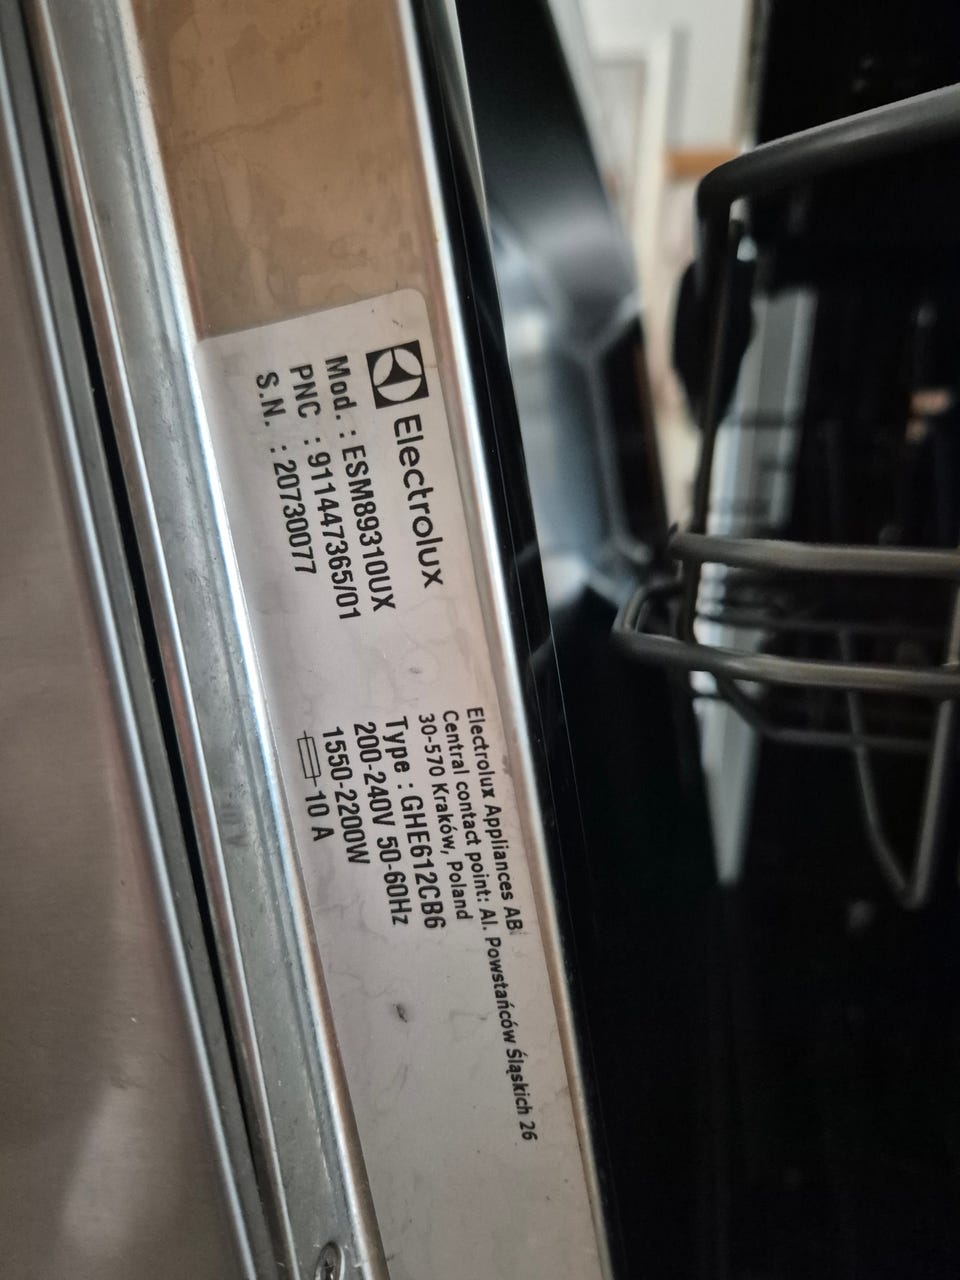 Electrolux
Mod. : ESM89310UX
PNC : 911447365/01
S.N. : 20730077
Electrolux Appliances AB
Central contact point: Al. Powstańców Śląskich 26
30-570 Kraków, Poland
Type : GHE612CB6
200-240V 50-60Hz
1550-2200W
10 A